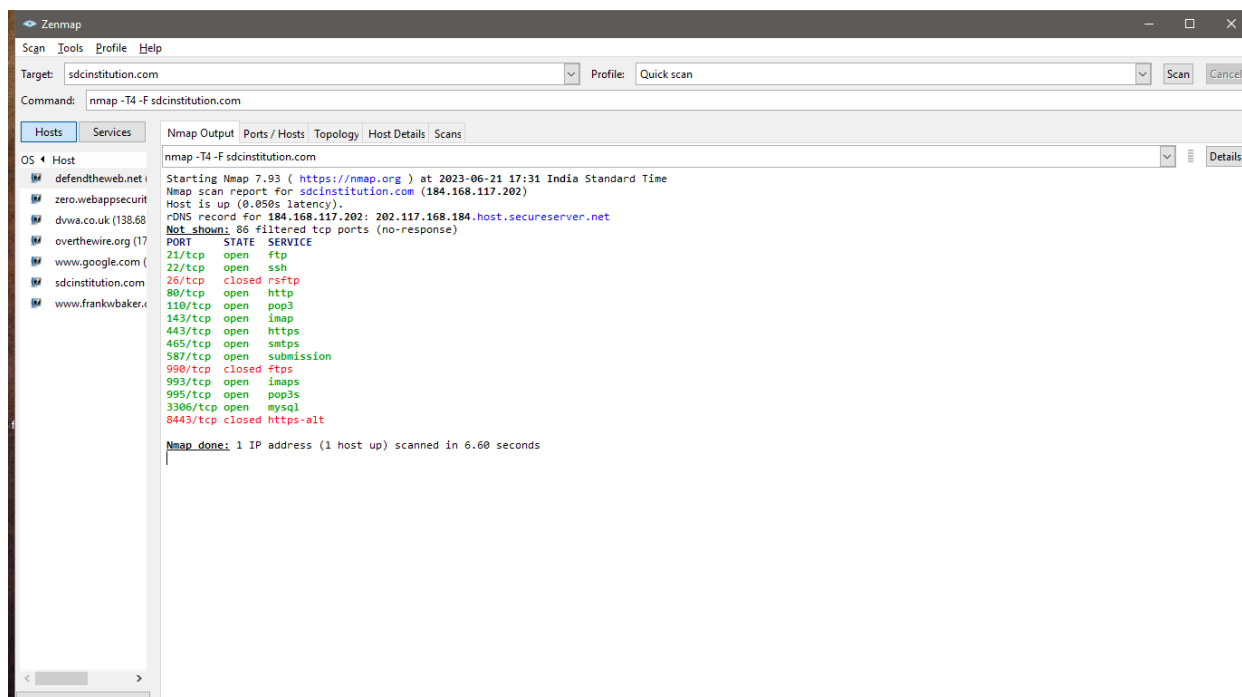 Zenmap
Scan Tools Profile Help
Target: sdcinstitution.com Profile: Quick scan Scan Cancel
Command: nmap -T4 -F sdcinstitution.com
Hosts Services Nmap Output Ports / Hosts Topology Host Details Scans
nmap -T4 -F sdcinstitution.com Details
OS Host
defendtheweb.net (
zero.webappsecurit
dvwa.co.uk (138.68
overthewire.org (17
www.google.com (
sdcinstitution.com
www.frankwbaker.c
Starting Nmap 7.93 ( https://nmap.org ) at 2023-06-21 17:31 India Standard Time
Nmap scan report for sdcinstitution.com (184.168.117.202)
Host is up (0.050s latency).
rDNS record for 184.168.117.202: 202.117.168.184.host.secureserver.net
Not shown: 86 filtered tcp ports (no-response)
PORT STATE SERVICE
21/tcp open ftp
22/tcp open ssh
26/tcp closed rsftp
80/tcp open http
110/tcp open pop3
143/tcp open imap
443/tcp open https
465/tcp open smtps
587/tcp open submission
990/tcp closed ftps
993/tcp open imaps
995/tcp open pop3s
3306/tcp open mysql
8443/tcp closed https-alt
Nmap done: 1 IP address (1 host up) scanned in 6.60 seconds